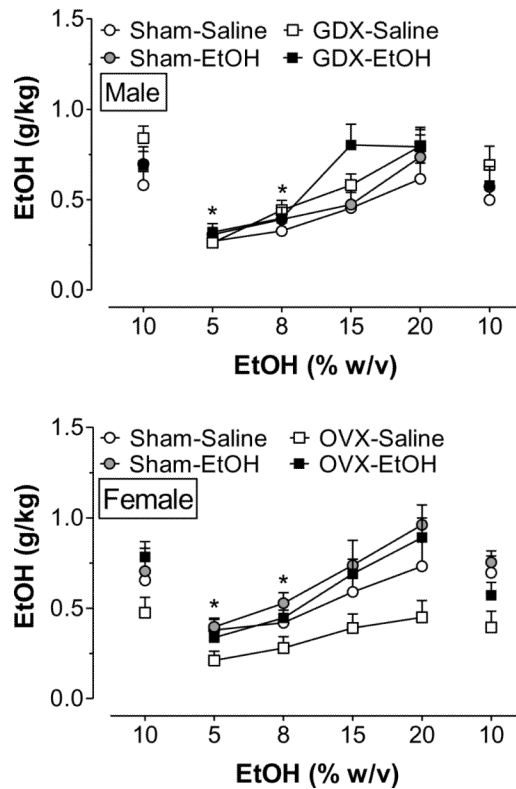 Sham-Saline GDX-Saline
Sham-EtOH GDX-EtOH
Male
EtOH (g/kg)
1.5
1.0
0.5
0.0
*
*
10 5 8 15 20 10
EtOH (% w/v)
Sham-Saline OVX-Saline
Sham-EtOH OVX-EtOH
Female
EtOH (g/kg)
1.5
1.0
0.5
0.0
*
*
10 5 8 15 20 10
EtOH (% w/v)